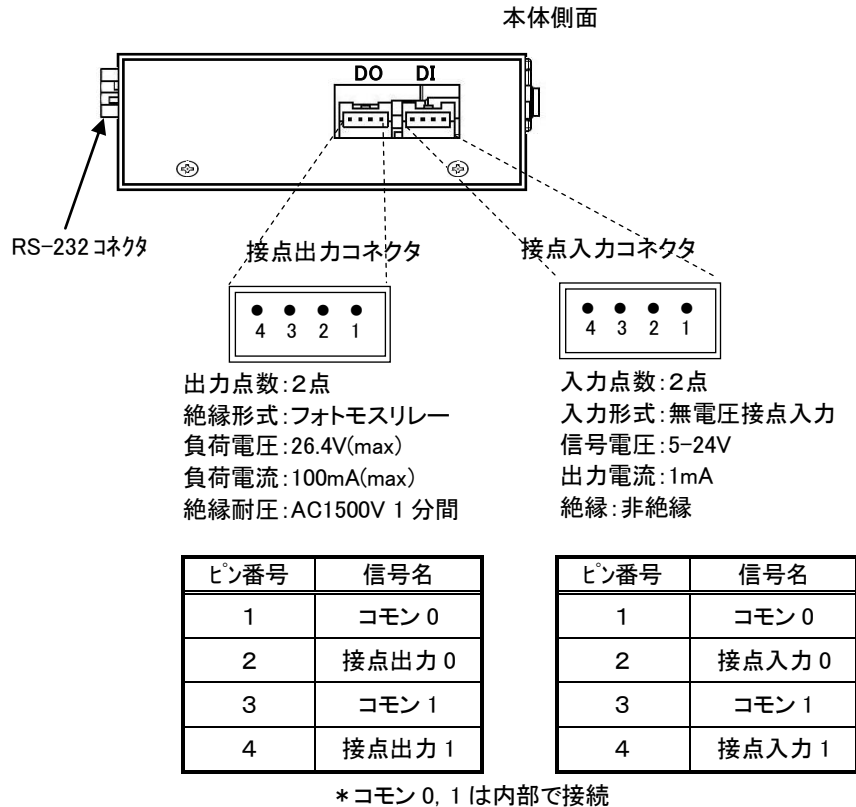 本体側面
DO DI
RS-232 コネクタ
接点出力コネクタ
4 3 2 1
出力点数:2点
絶縁形式:フォトモスリレー
負荷電圧:26.4V(max)
負荷電流:100mA(max)
絶縁耐圧:AC1500V 1 分間
ピン番号 信号名
1 コモン 0
2 接点出力 0
3 コモン 1
4 接点出力 1
接点入力コネクタ
4 3 2 1
入力点数:2点
入力形式:無電圧接点入力
信号電圧:5-24V
出力電流:1mA
絶縁:非絶縁
ピン番号 信号名
1 コモン 0
2 接点入力 0
3 コモン 1
4 接点入力 1
*コモン 0, 1 は内部で接続